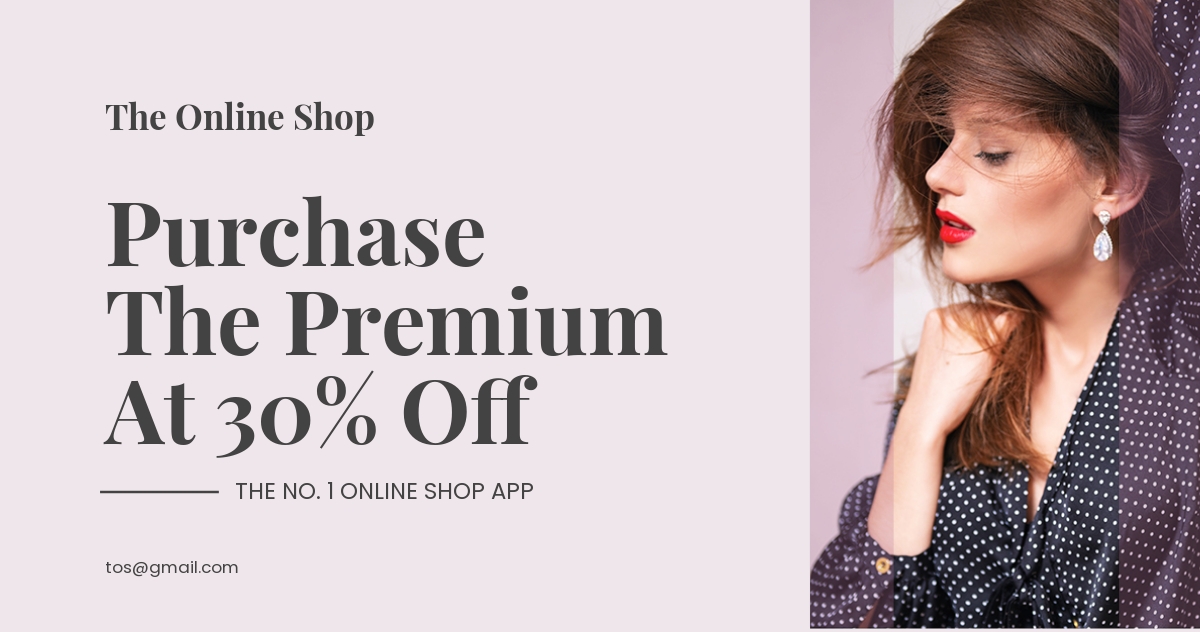 The Online Shop
Purchase
The Premium
At 30% Off
THE NO. 1 ONLINE SHOP APP
tos@gmail.com